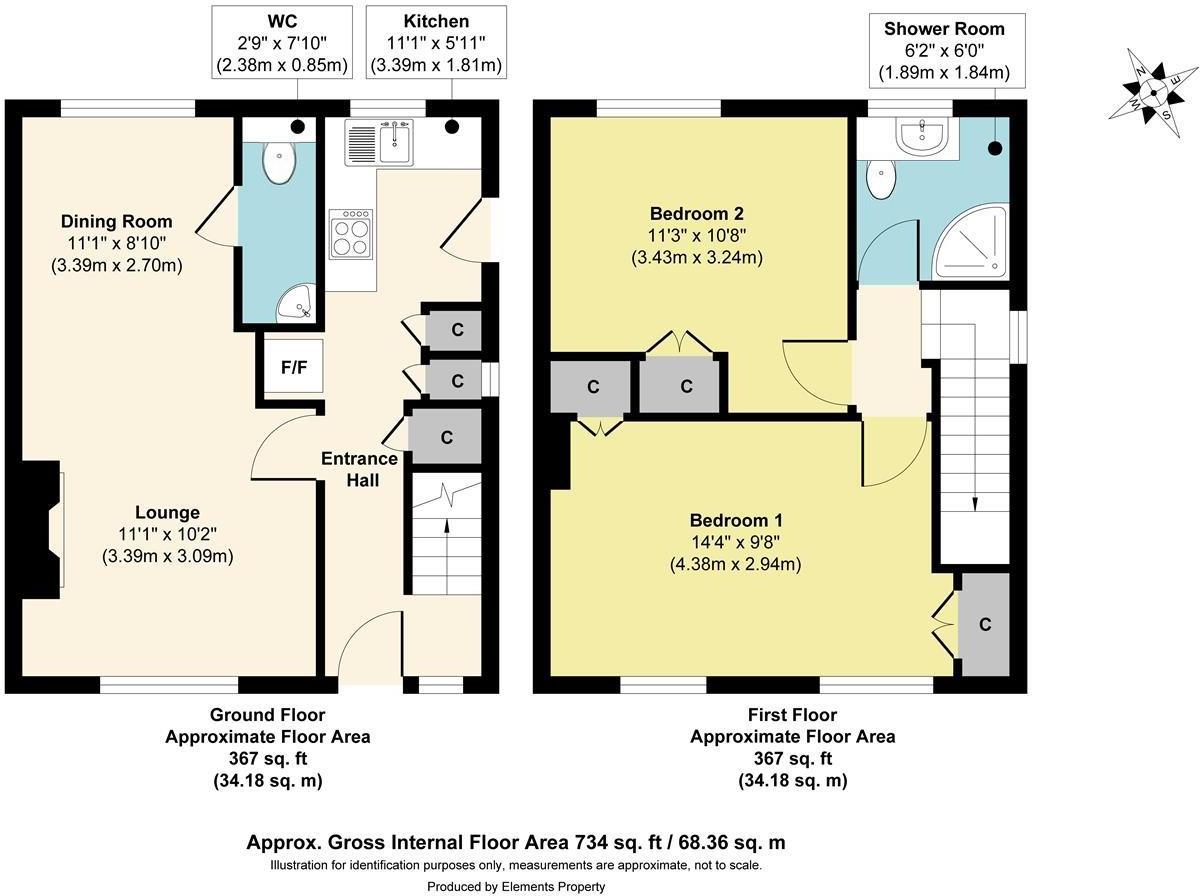 WC
2'9" x 7'10"
(2.38m x 0.85m)
Kitchen
11'1" x 5'11"
(3.39m x 1.81m)
Shower Room
6'2" x 6'0"
(1.89m x 1.84m)
N
E
S
W
Dining Room
11'1" x 8'10"
(3.39m x 2.70m)
Bedroom 2
11'3" x 10'8"
(3.43m x 3.24m)
C
F/F
C
C
C
C
Entrance
Hall
Lounge
11'1" x 10'2"
(3.39m x 3.09m)
Bedroom 1
14'4" x 9'8"
(4.38m x 2.94m)
C
Ground Floor
Approximate Floor Area
367 sq. ft
(34.18 sq. m)
First Floor
Approximate Floor Area
367 sq. ft
(34.18 sq. m)
Approx. Gross Internal Floor Area 734 sq. ft / 68.36 sq. m
Illustration for identification purposes only, measurements are approximate, not to scale.
Produced by Elements Property